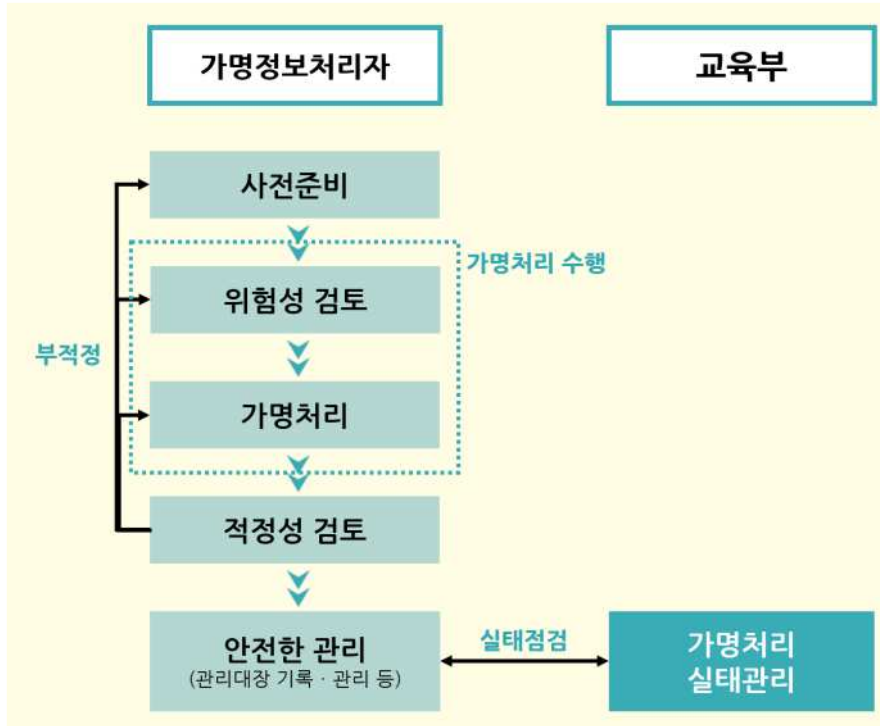 가명정보처리자
교육부
사전준비
가명처리 수행
위험성 검토
부적정
가명처리
적정성 검토
안전한 관리
(관리대장 기록 · 관리 등)
실태점검
가명처리
실태관리